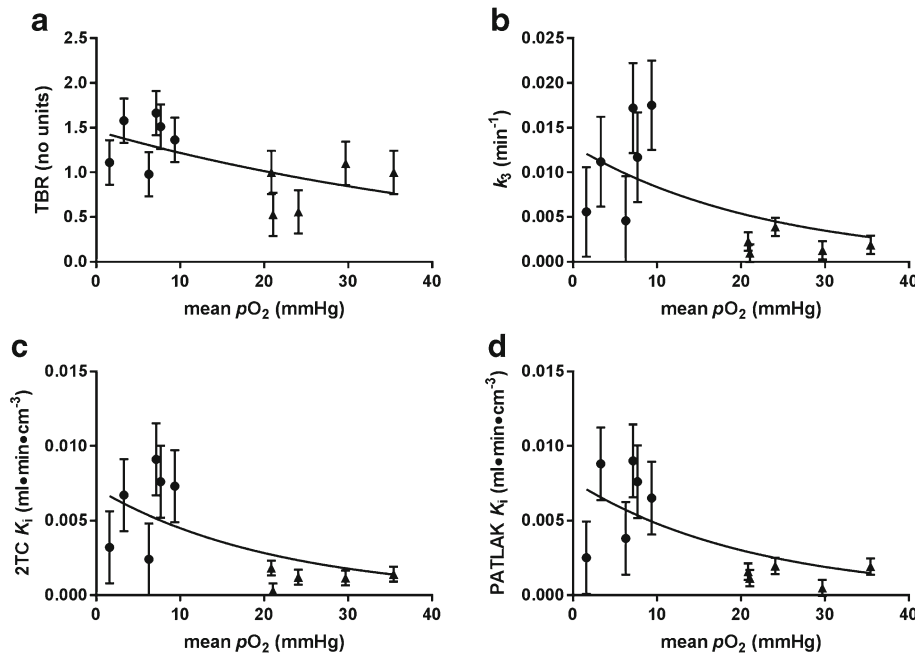 a
TBR (no units)
2.5
2.0
1.5
1.0
0.5
0.0
0 10 20 30 40
mean pO₂ (mmHg)
b
k₃ (min⁻¹)
0.025
0.020
0.015
0.010
0.005
0.000
0 10 20 30 40
mean pO₂ (mmHg)
c
2TC Kᵢ (ml•min•cm⁻³)
0.015
0.010
0.005
0.000
0 10 20 30 40
mean pO₂ (mmHg)
d
PATLAK Kᵢ (ml•min•cm⁻³)
0.015
0.010
0.005
0.000
0 10 20 30 40
mean pO₂ (mmHg)